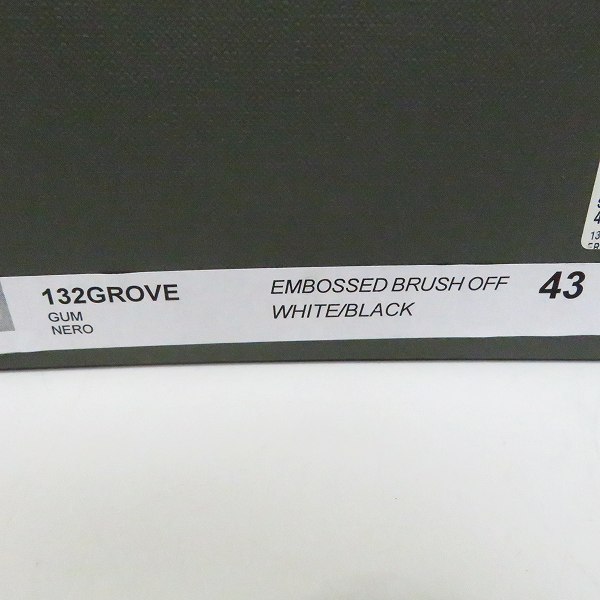 132GROVE
GUM
NERO
EMBOSSED BRUSH OFF
WHITE/BLACK
43